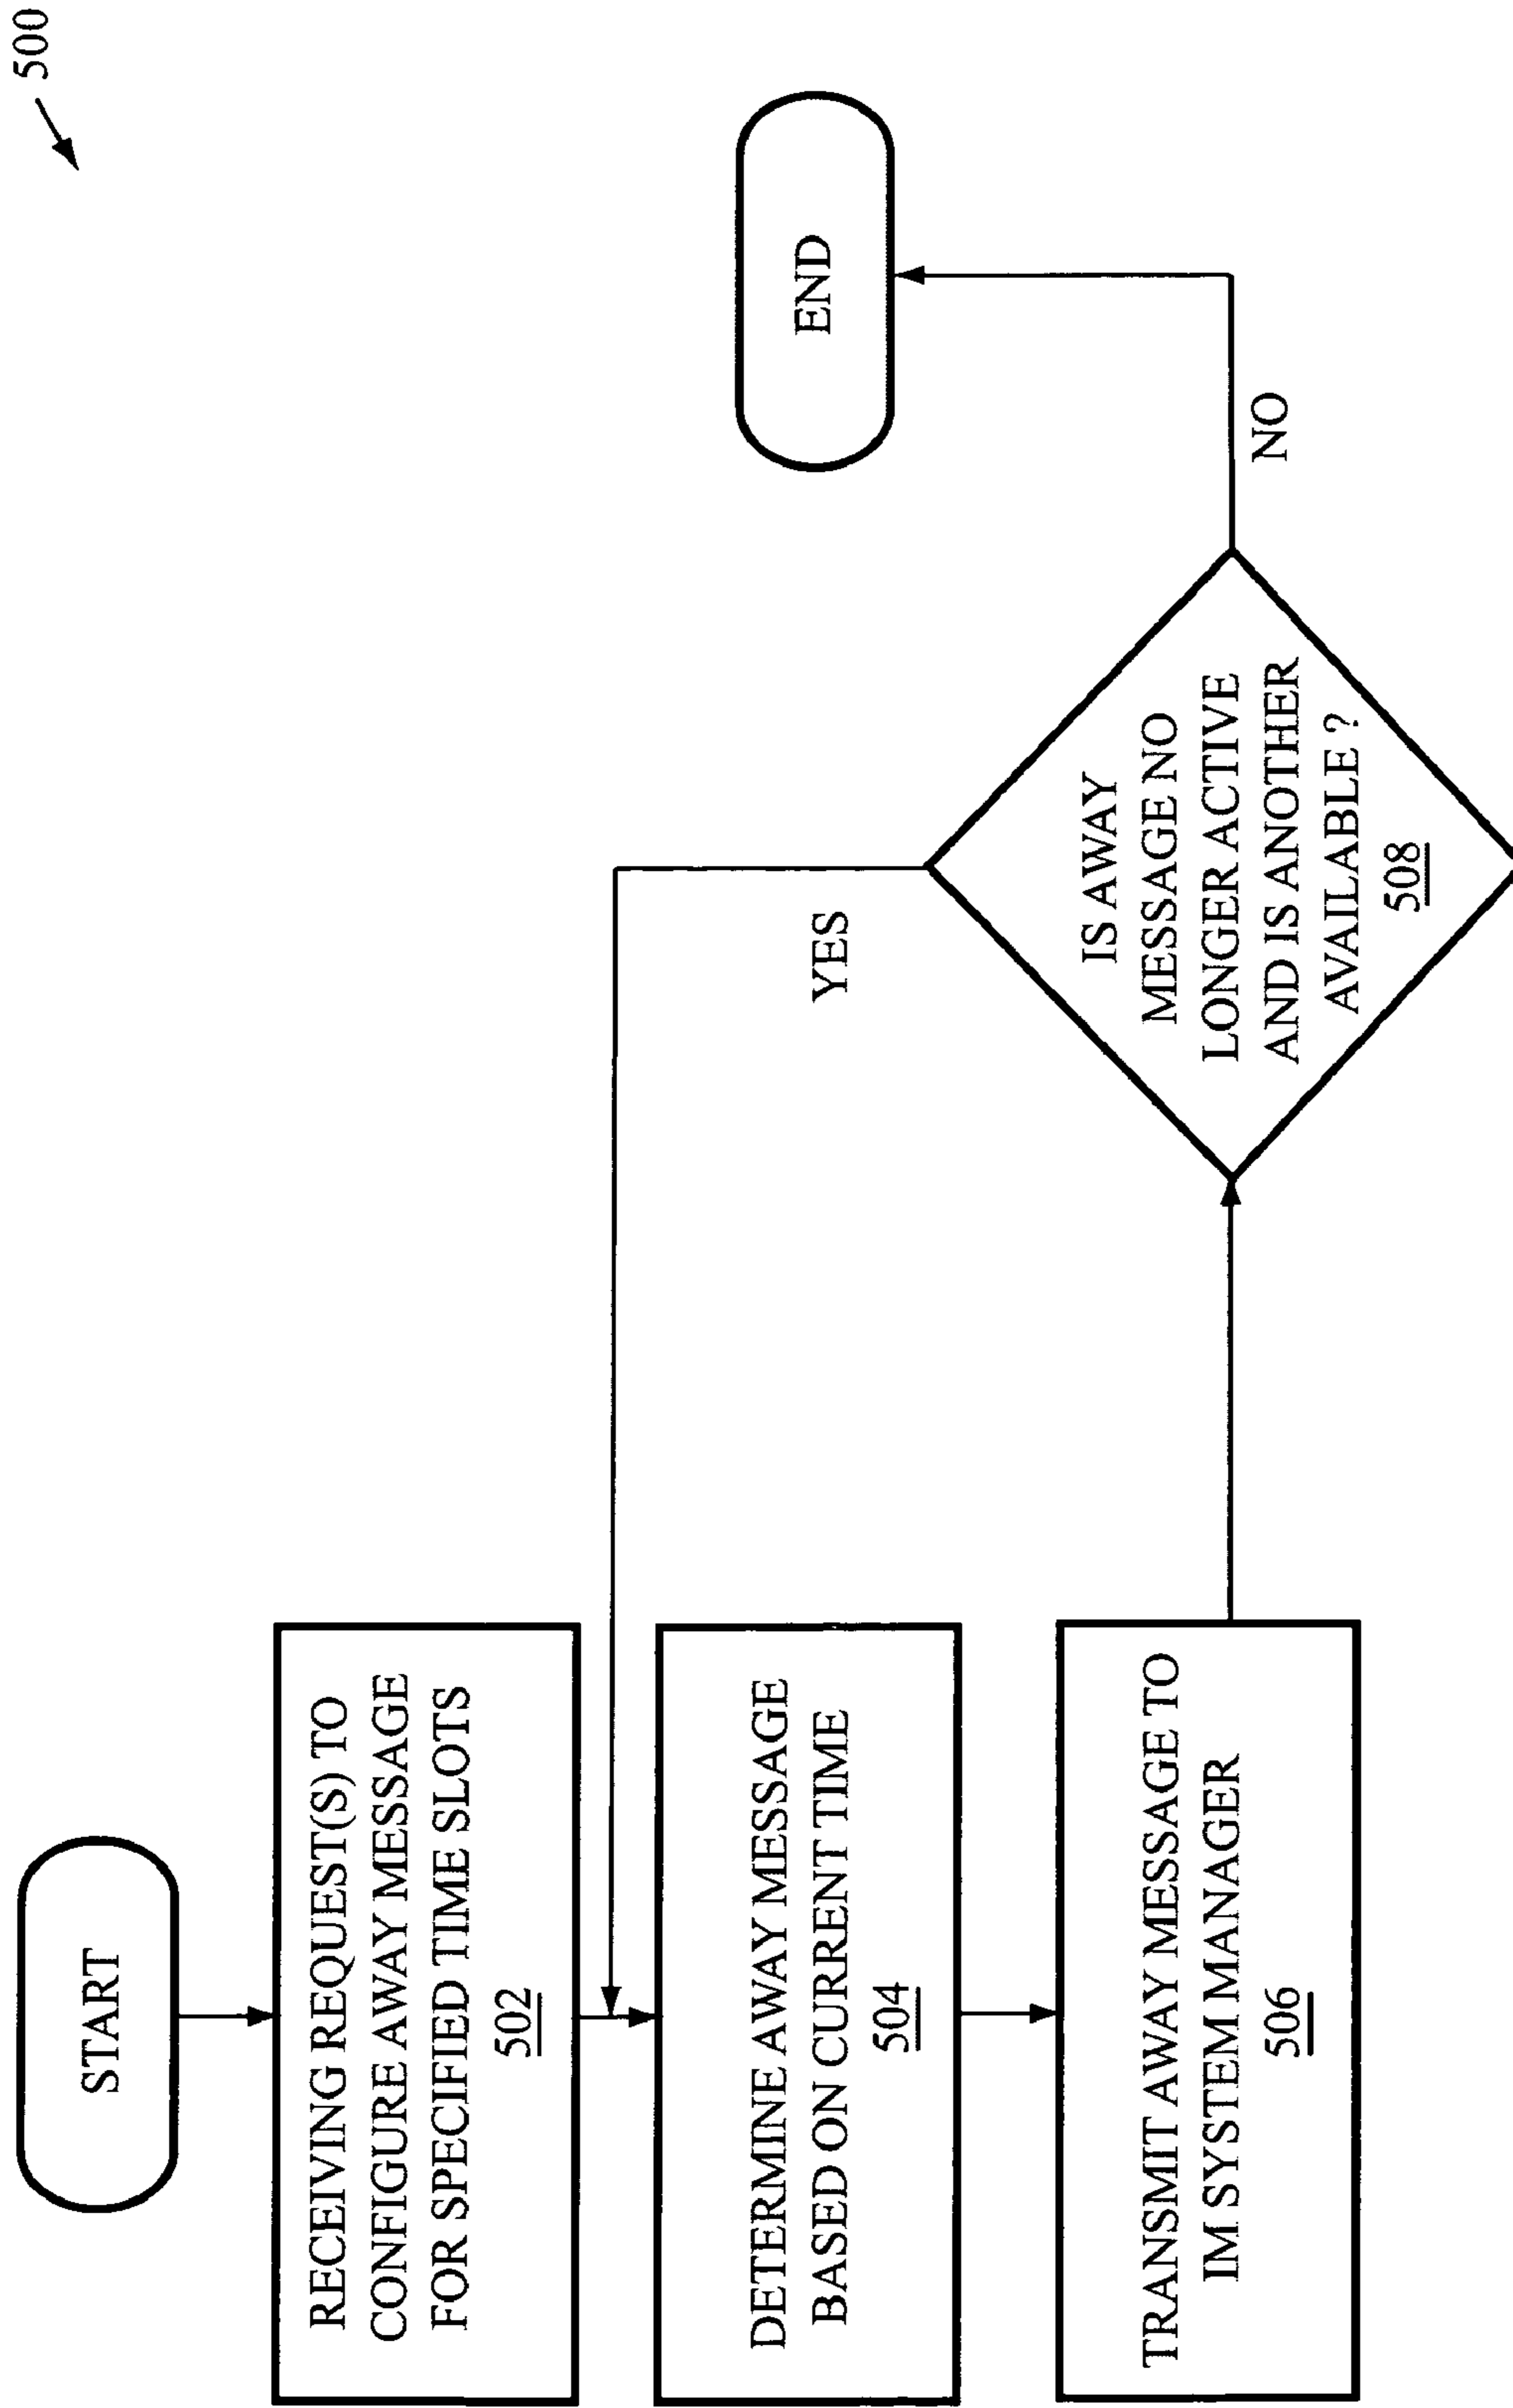 500
START
RECEIVING REQUEST(S) TO
CONFIGURE AWAY MESSAGE
FOR SPECIFIED TIME SLOTS
502
DETERMINE AWAY MESSAGE
BASED ON CURRENT TIME
504
TRANSMIT AWAY MESSAGE TO
IM SYSTEM MANAGER
506
YES
IS AWAY
MESSAGE NO
LONGER ACTIVE
AND IS ANOTHER
AVAILABLE ?
508
NO
END